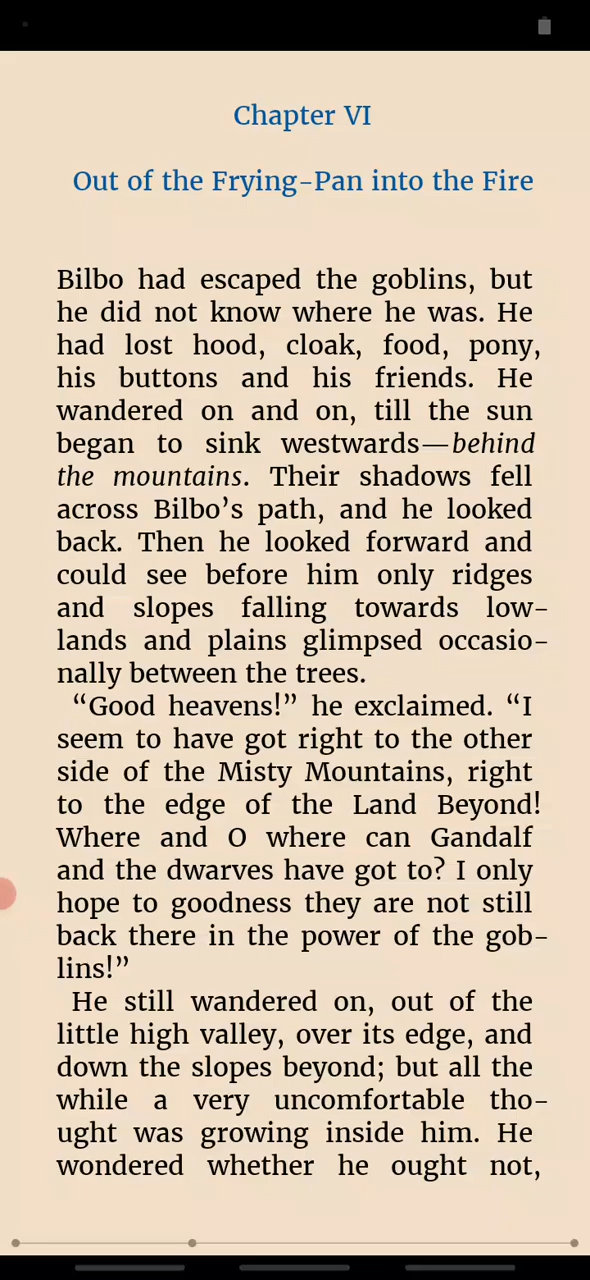 Chapter VI
Out of the Frying-Pan into the Fire
Bilbo had escaped the goblins, but
he did not know where he was. He
had lost hood, cloak, food, pony,
his buttons and his friends. He
wandered on and on, till the sun
began to sink westwards—behind
the mountains. Their shadows fell
across Bilbo’s path, and he looked
back. Then he looked forward and
could see before him only ridges
and slopes falling towards low-
lands and plains glimpsed occasio-
nally between the trees.
“Good heavens!” he exclaimed. “I
seem to have got right to the other
side of the Misty Mountains, right
to the edge of the Land Beyond!
Where and O where can Gandalf
and the dwarves have got to? I only
hope to goodness they are not still
back there in the power of the gob-
lins!”
He still wandered on, out of the
little high valley, over its edge, and
down the slopes beyond; but all the
while a very uncomfortable tho-
ught was growing inside him. He
wondered whether he ought not,